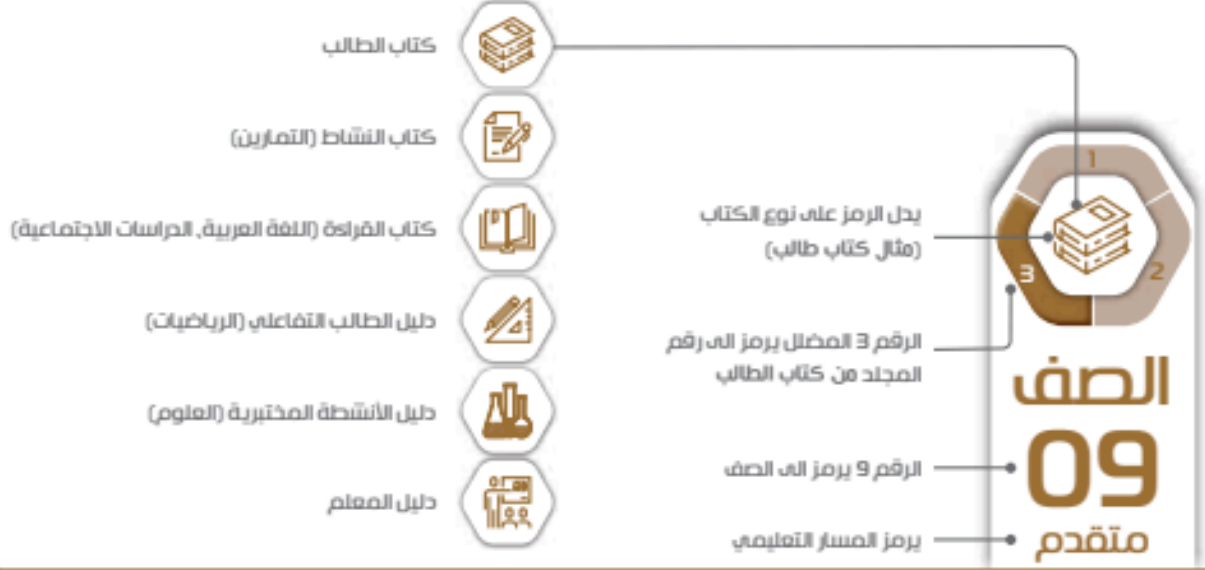 1
2
3
الصف
09
متقدم
يدل الرمز على نوع الكتاب
(مثال كتاب طالب)
الرقم 3 المضلل يرمز الى رقم
المجلد من كتاب الطالب
الرقم 9 يرمز الى الصف
يرمز المسار التعليمي
كتاب الطالب
كتاب النشاط (التمارين)
كتاب القراءة (اللغة العربية, الدراسات الاجتماعية)
دليل الطالب التفاعلي (الرياضيات)
دليل الأنشطة المختبرية (العلوم)
دليل المعلم